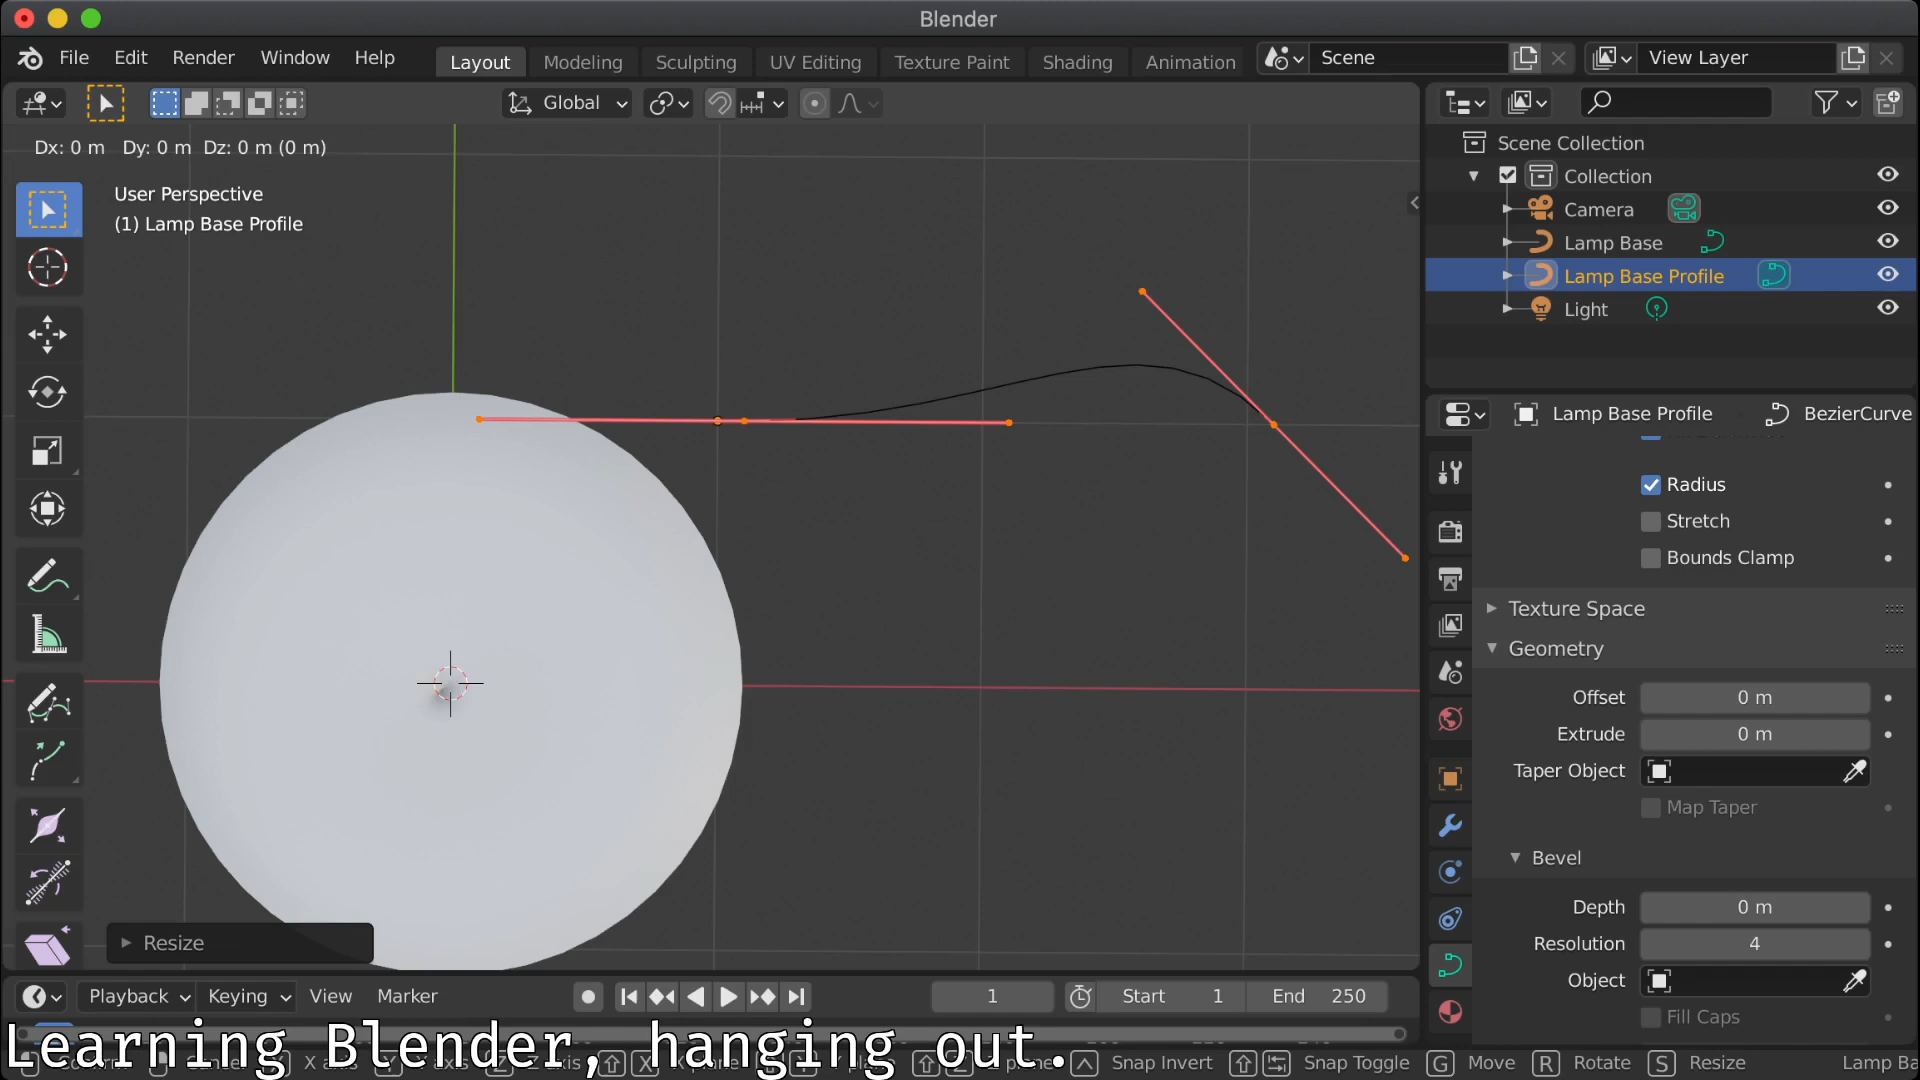 Blender
File Edit Render Window Help
Layout Modeling Sculpting UV Editing Texture Paint Shading Animation
Scene
View Layer
Global
Dx: 0 m Dy: 0 m Dz: 0 m (0 m)
User Perspective
(1) Lamp Base Profile
Scene Collection
Collection
Camera
Lamp Base
Lamp Base Profile
Light
Lamp Base Profile
BezierCurve
Radius
Stretch
Bounds Clamp
Texture Space
Geometry
Offset 0 m
Extrude 0 m
Taper Object
Map Taper
Bevel
Depth 0 m
Resolution 4
Object
Fill Caps
Resize
Playback Keying View Marker
1
Start 1
End 250
Learning Blender, hanging out.
Snap Invert
Snap Toggle
G Move
R Rotate
S Resize
Lamp Ba